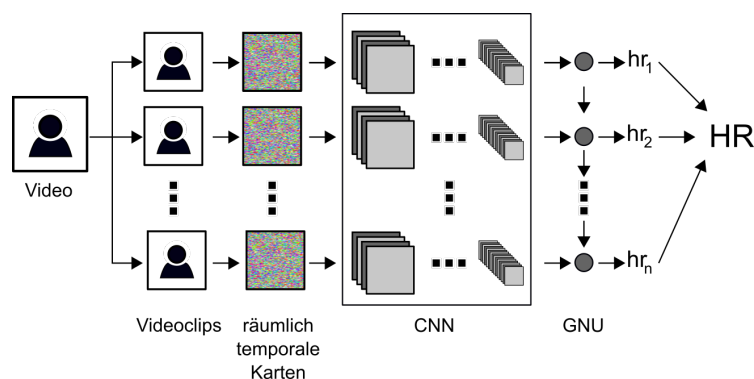 hr1
hr2
HR
Video
hrn
Videoclips
räumlich
temporale
Karten
CNN
GNU